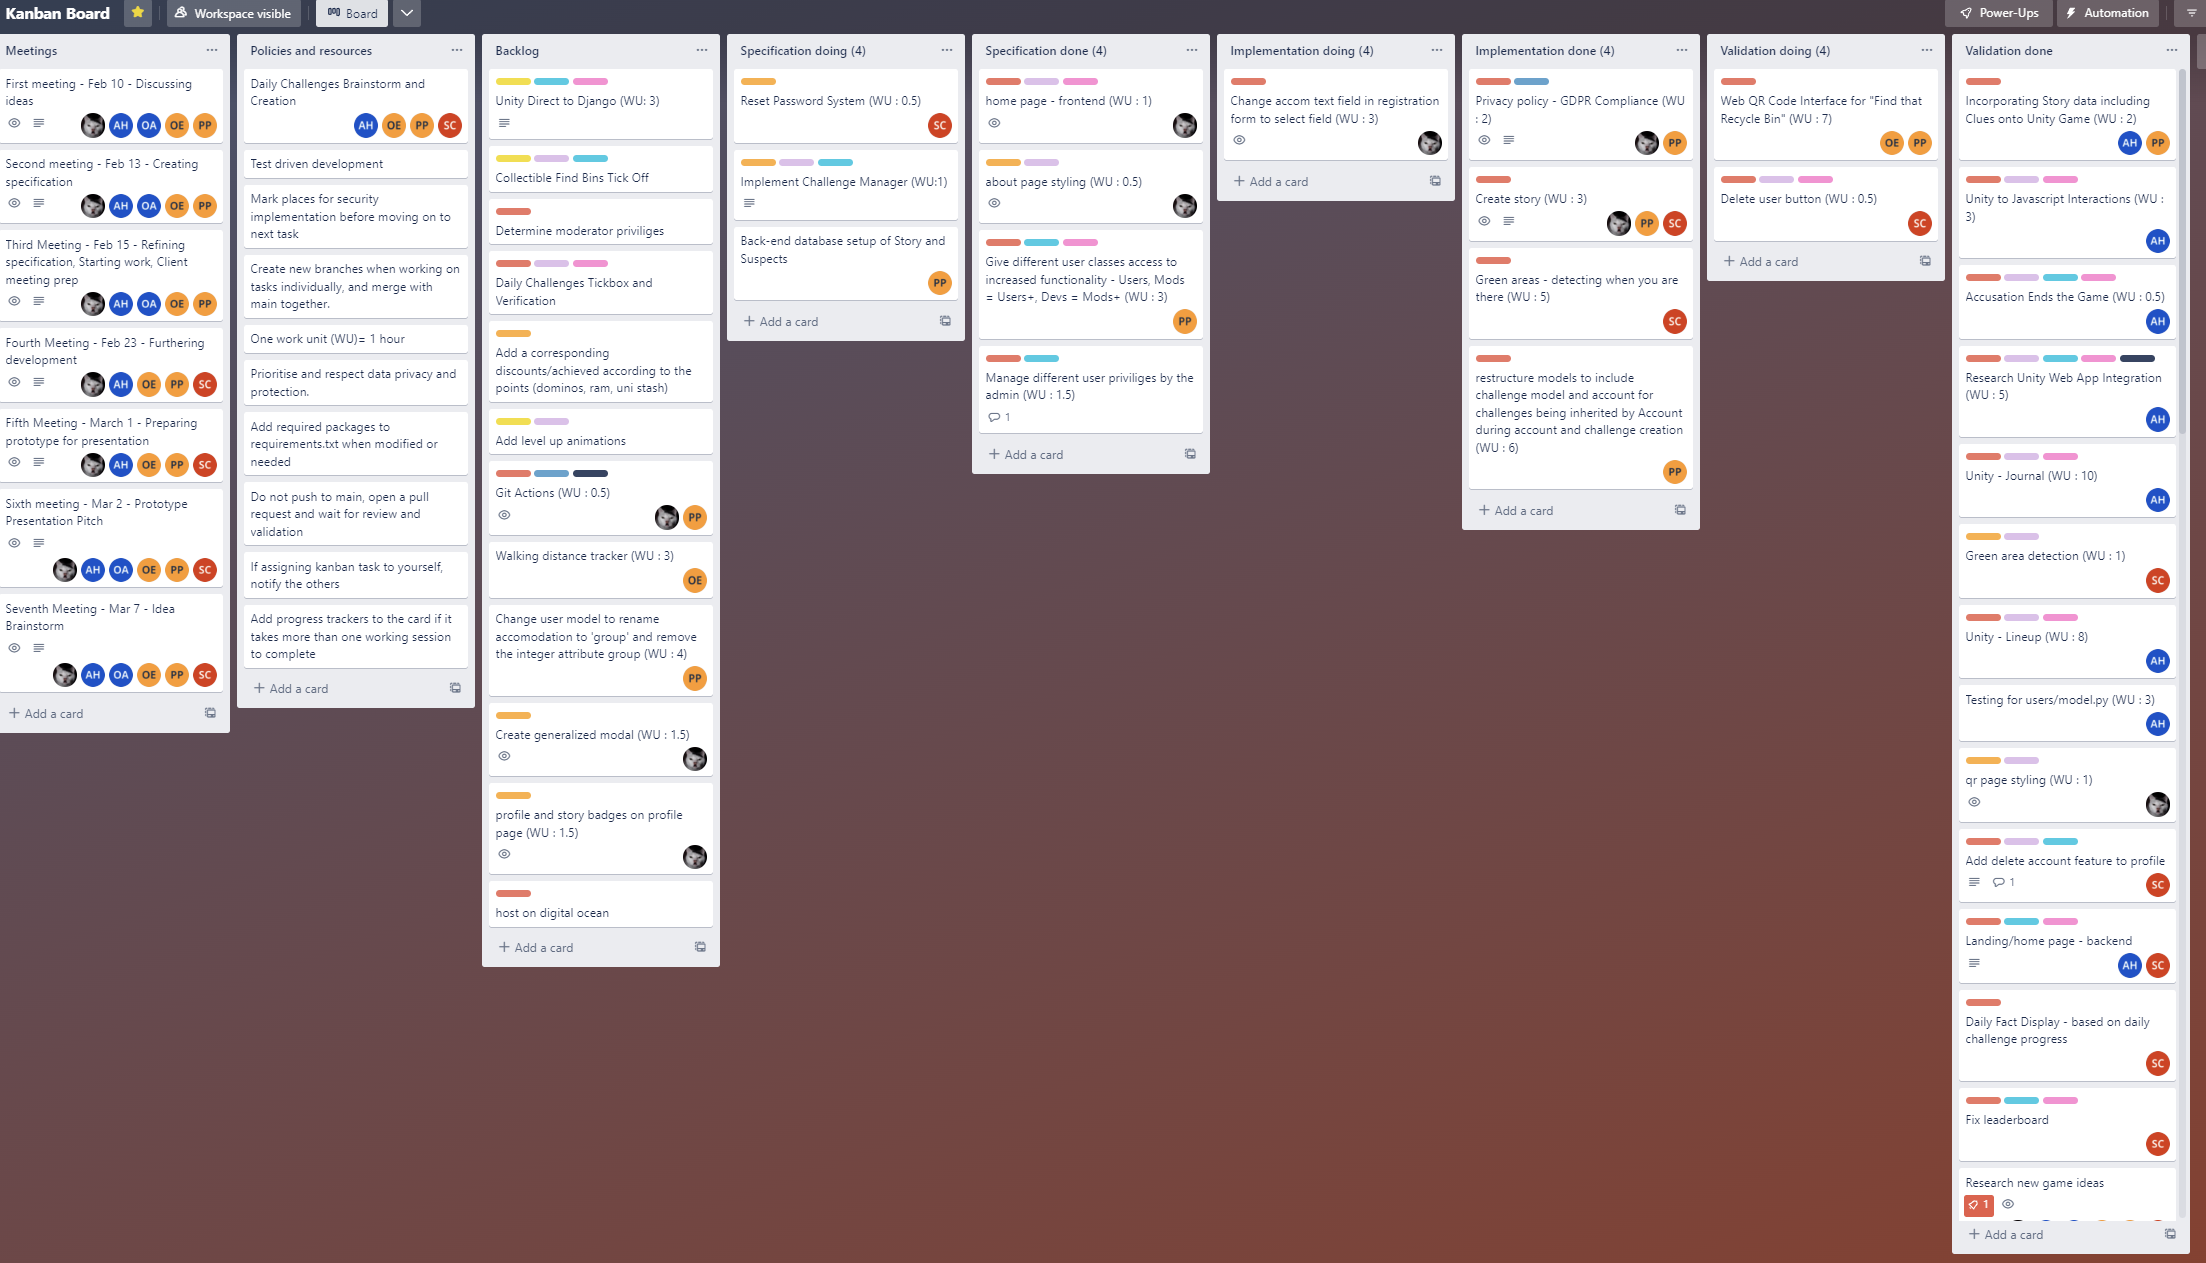 Kanban Board
Workspace visible
Board
Power-Ups
Automation
Meetings
First meeting - Feb 10 - Discussing
ideas
AH OA OE PP
Second meeting - Feb 13 - Creating
specification
AH OA OE PP
Third Meeting - Feb 15 - Refining
specification, Starting work, Client
meeting prep
AH OA OE PP
Fourth Meeting - Feb 23 - Furthering
development
AH OE PP SC
Fifth Meeting - March 1 - Preparing
prototype for presentation
AH OE PP SC
Sixth meeting - Mar 2 - Prototype
Presentation Pitch
AH OA OE PP SC
Seventh Meeting - Mar 7 - Idea
Brainstorm
AH OA OE PP SC
+ Add a card
Policies and resources
Daily Challenges Brainstorm and
Creation
AH OE PP SC
Test driven development
Mark places for security
implementation before moving on to
next task
Create new branches when working on
tasks individually, and merge with
main together.
One work unit (WU)= 1 hour
Prioritise and respect data privacy and
protection.
Add required packages to
requirements.txt when modified or
needed
Do not push to main, open a pull
request and wait for review and
validation
If assigning kanban task to yourself,
notify the others
Add progress trackers to the card if it
takes more than one working session
to complete
+ Add a card
Backlog
Unity Direct to Django (WU: 3)
Collectible Find Bins Tick Off
Determine moderator priviliges
Daily Challenges Tickbox and
Verification
Add a corresponding
discounts/achieved according to the
points (dominos, ram, uni stash)
Add level up animations
Git Actions (WU : 0.5)
PP
Walking distance tracker (WU : 3)
OE
Change user model to rename
accomodation to 'group' and remove
the integer attribute group (WU : 4)
PP
Create generalized modal (WU : 1.5)
profile and story badges on profile
page (WU : 1.5)
host on digital ocean
+ Add a card
Specification doing (4)
Reset Password System (WU : 0.5)
SC
Implement Challenge Manager (WU:1)
Back-end database setup of Story and
Suspects
PP
+ Add a card
Specification done (4)
home page - frontend (WU : 1)
about page styling (WU : 0.5)
Give different user classes access to
increased functionality - Users, Mods
= Users+, Devs = Mods+ (WU : 3)
PP
Manage different user priviliges by the
admin (WU : 1.5)
1
+ Add a card
Implementation doing (4)
Change accom text field in registration
form to select field (WU : 3)
+ Add a card
Implementation done (4)
Privacy policy - GDPR Compliance (WU
: 2)
PP
Create story (WU : 3)
PP SC
Green areas - detecting when you are
there (WU : 5)
SC
restructure models to include
challenge model and account for
challenges being inherited by Account
during account and challenge creation
(WU : 6)
PP
+ Add a card
Validation doing (4)
Web QR Code Interface for "Find that
Recycle Bin" (WU : 7)
OE PP
Delete user button (WU : 0.5)
SC
+ Add a card
Validation done
Incorporating Story data including
Clues onto Unity Game (WU : 2)
AH PP
Unity to Javascript Interactions (WU :
3)
AH
Accusation Ends the Game (WU : 0.5)
AH
Research Unity Web App Integration
(WU : 5)
AH
Unity - Journal (WU : 10)
AH
Green area detection (WU : 1)
SC
Unity - Lineup (WU : 8)
AH
Testing for users/model.py (WU : 3)
AH
qr page styling (WU : 1)
Add delete account feature to profile
1
SC
Landing/home page - backend
AH SC
Daily Fact Display - based on daily
challenge progress
SC
Fix leaderboard
SC
Research new game ideas
1
+ Add a card